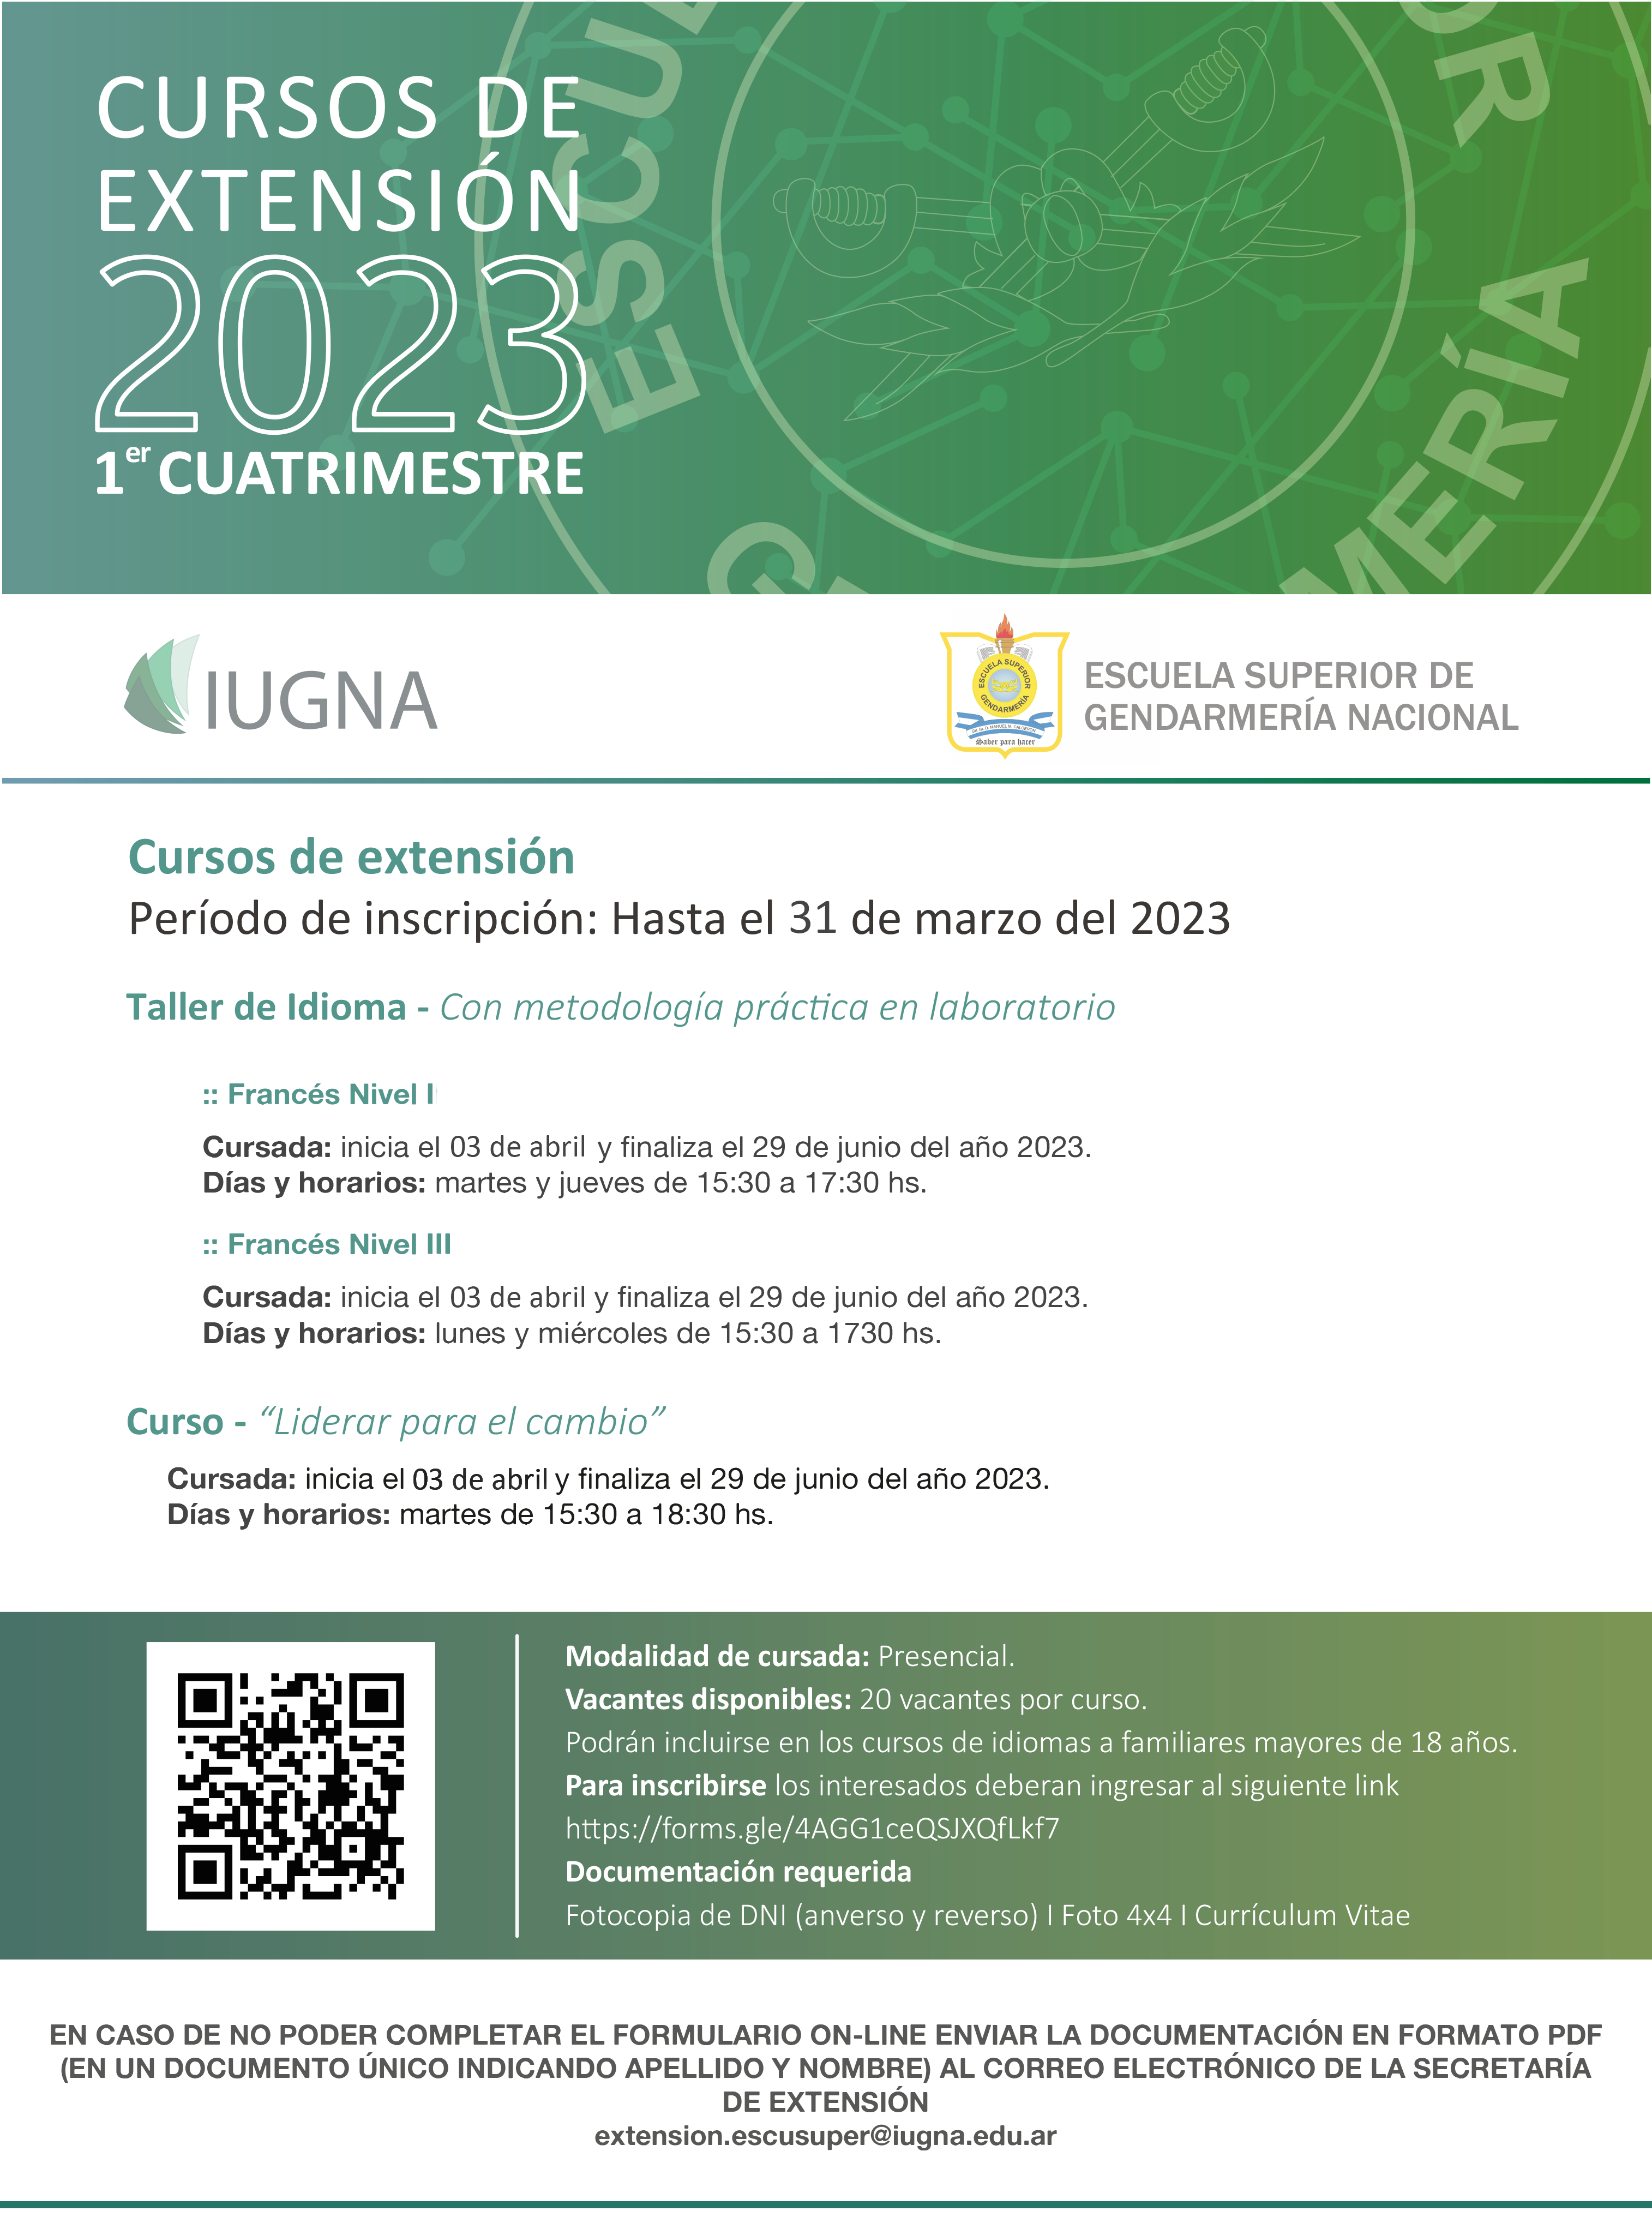 CURSOS DE
EXTENSIÓN
2023
1er CUATRIMESTRE
ESCUE
OR
G
MERÍA
IUGNA
ESCUELA SUPERIOR
GENDARMERÍA
Saber para hacer
ESCUELA SUPERIOR DE
GENDARMERÍA NACIONAL
Cursos de extensión
Período de inscripción: Hasta el 31 de marzo del 2023
Taller de Idioma - Con metodología práctica en laboratorio
:: Francés Nivel I
Cursada: inicia el 03 de abril y finaliza el 29 de junio del año 2023.
Días y horarios: martes y jueves de 15:30 a 17:30 hs.
:: Francés Nivel III
Cursada: inicia el 03 de abril y finaliza el 29 de junio del año 2023.
Días y horarios: lunes y miércoles de 15:30 a 1730 hs.
Curso - “Liderar para el cambio”
Cursada: inicia el 03 de abril y finaliza el 29 de junio del año 2023.
Días y horarios: martes de 15:30 a 18:30 hs.
Modalidad de cursada: Presencial.
Vacantes disponibles: 20 vacantes por curso.
Podrán incluirse en los cursos de idiomas a familiares mayores de 18 años.
Para inscribirse los interesados deberan ingresar al siguiente link
https://forms.gle/4AGG1ceQSJXQfLkf7
Documentación requerida
Fotocopia de DNI (anverso y reverso) I Foto 4x4 I Currículum Vitae
EN CASO DE NO PODER COMPLETAR EL FORMULARIO ON-LINE ENVIAR LA DOCUMENTACIÓN EN FORMATO PDF
(EN UN DOCUMENTO ÚNICO INDICANDO APELLIDO Y NOMBRE) AL CORREO ELECTRÓNICO DE LA SECRETARÍA
DE EXTENSIÓN
extension.escusuper@iugna.edu.ar